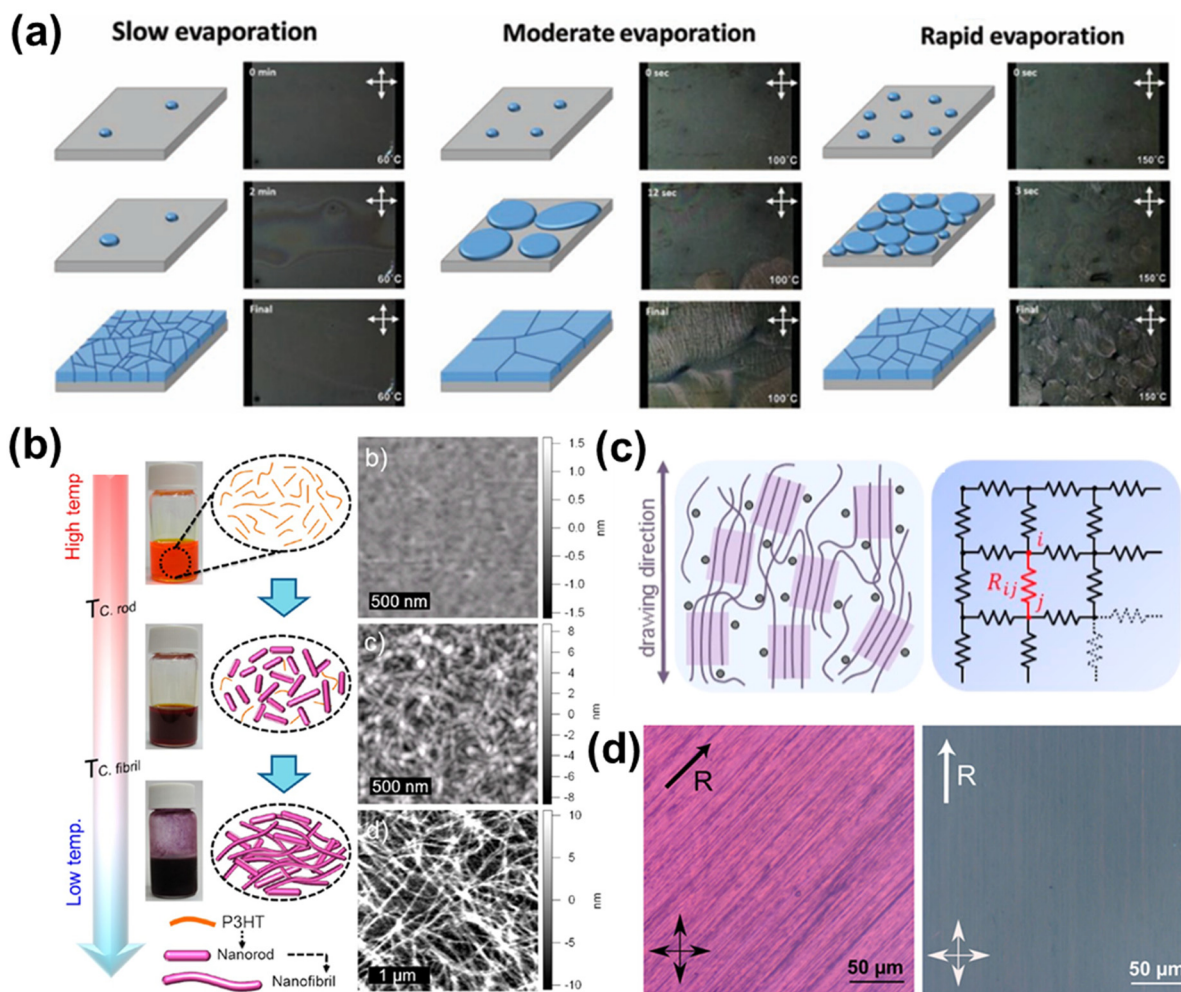 (a)
Slow evaporation
Moderate evaporation
Rapid evaporation
0 min
60°C
0 sec
100°C
0 sec
150°C
2 min
60°C
12 sec
100°C
3 sec
150°C
Final
60°C
Final
100°C
Final
150°C
(b)
High temp
T C. rod
T C. fibril
Low temp.
P3HT
Nanorod
Nanofibril
b)
500 nm
1.5
1.0
0.5
0.0
-0.5
-1.0
-1.5
nm
c)
500 nm
8
6
4
2
0
-2
-4
-6
-8
nm
d)
1 µm
10
5
0
-5
-10
nm
(c)
drawing direction
i
R ij
j
(d)
R
50 µm
R
50 µm